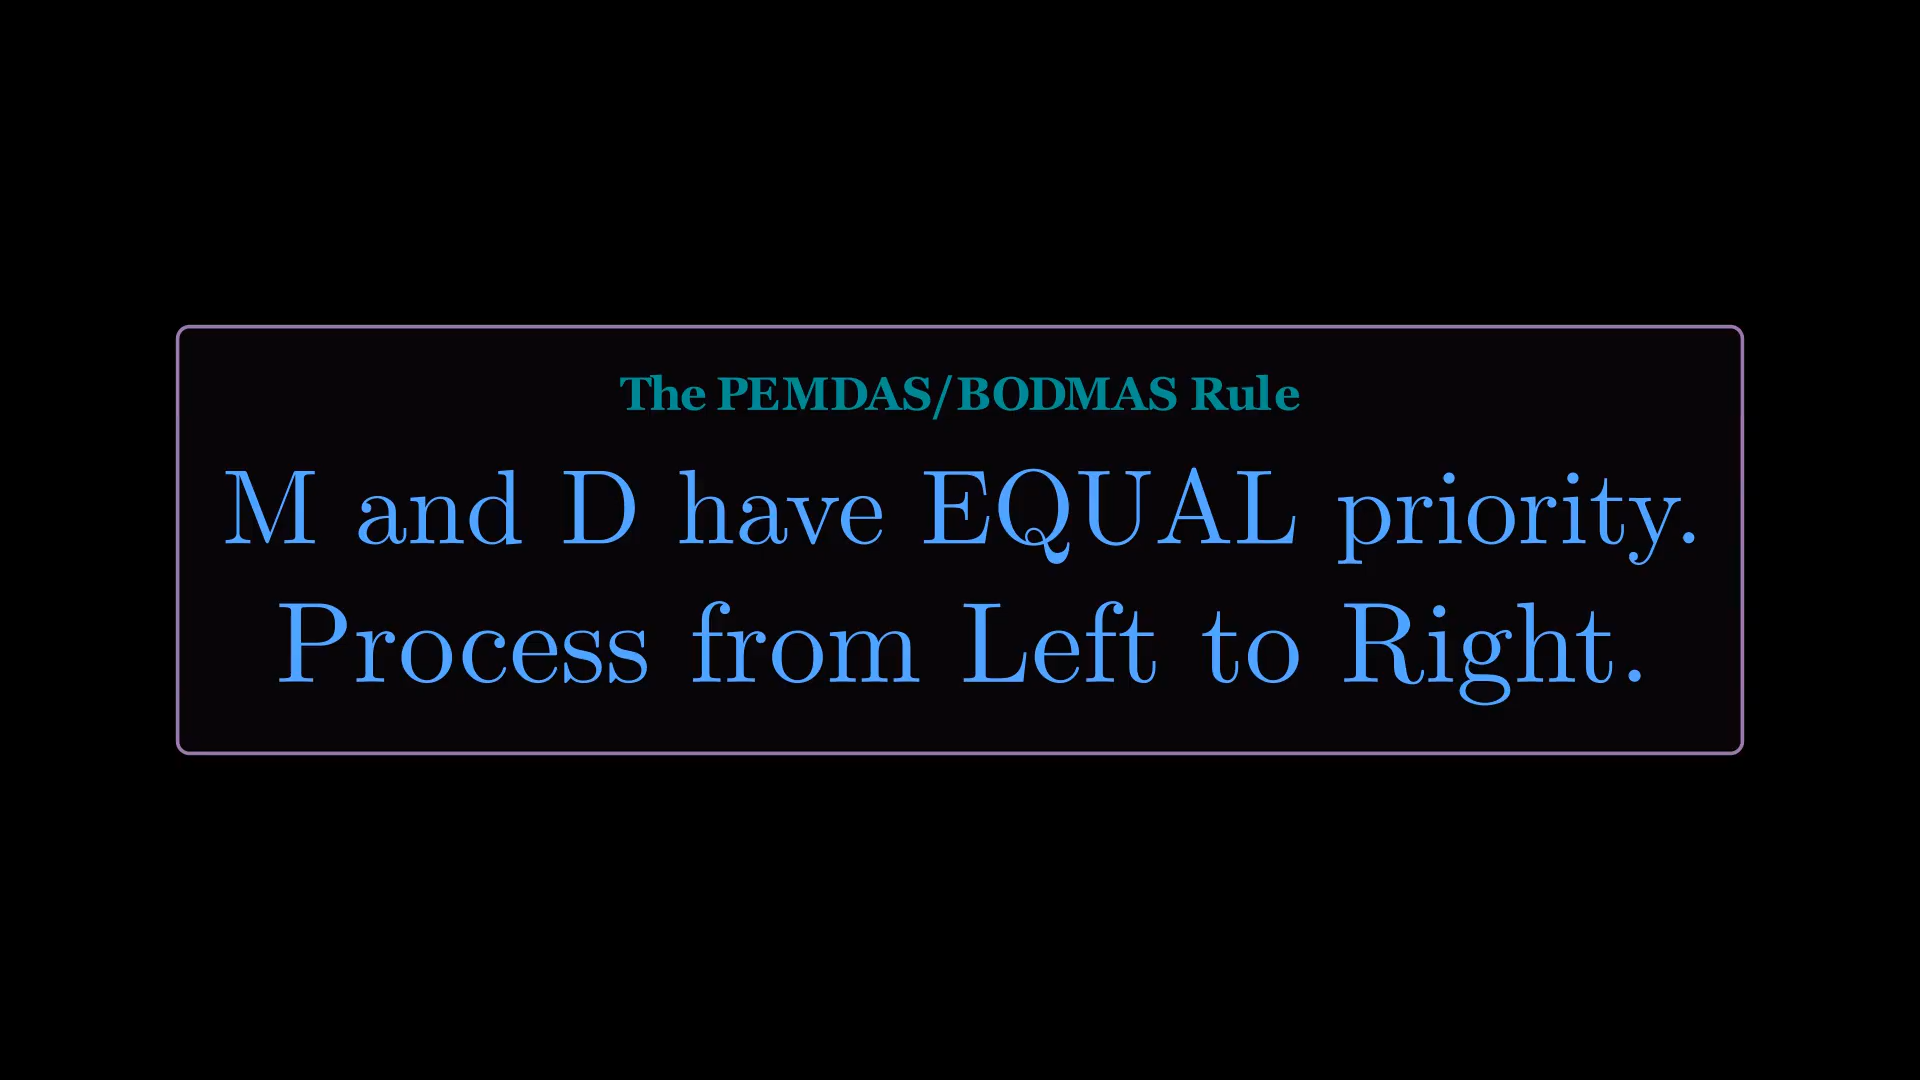 The PEMDAS/BODMAS Rule
M and D have EQUAL priority.
Process from Left to Right.